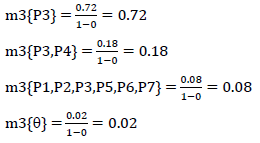 m3{P3} = 0.72/1−0 = 0.72
m3{P3,P4} = 0.18/1−0 = 0.18
m3{P1,P2,P3,P5,P6,P7} = 0.08/1−0 = 0.08
m3{θ} = 0.02/1−0 = 0.02